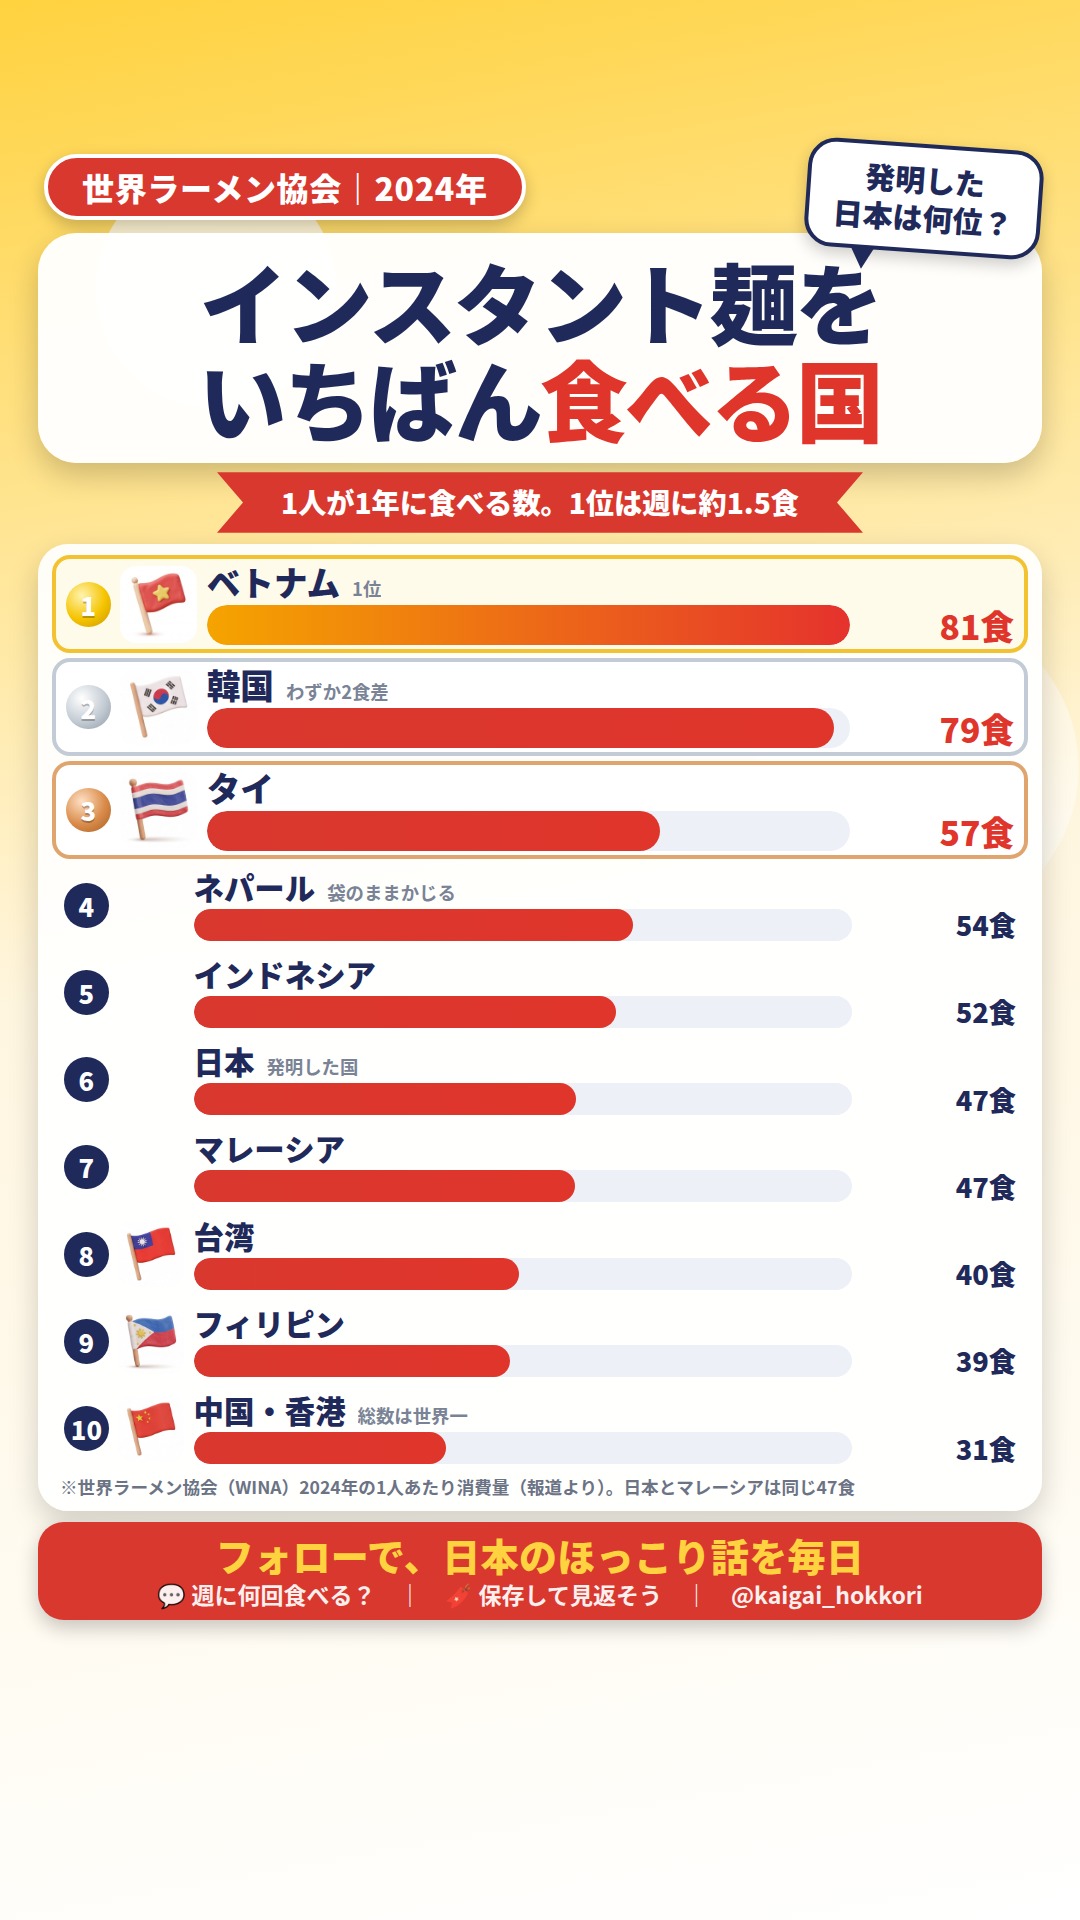 世界ラーメン協会｜2024年
発明した
日本は何位？
インスタント麺を
いちばん食べる国
1人が1年に食べる数。1位は週に約1.5食
1 ベトナム 1位 81食
2 韓国 わずか2食差 79食
3 タイ 57食
4 ネパール 袋のままかじる 54食
5 インドネシア 52食
6 日本 発明した国 47食
7 マレーシア 47食
8 台湾 40食
9 フィリピン 39食
10 中国・香港 総数は世界一 31食
※世界ラーメン協会（WINA）2024年の1人あたり消費量（報道より）。日本とマレーシアは同じ47食
フォローで、日本のほっこり話を毎日
💬 週に何回食べる？ ｜ 🔖 保存して見返そう ｜ @kaigai_hokkori